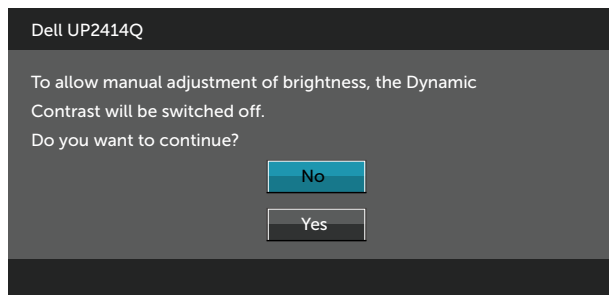 Dell UP2414Q
To allow manual adjustment of brightness, the Dynamic
Contrast will be switched off.
Do you want to continue?
No
Yes